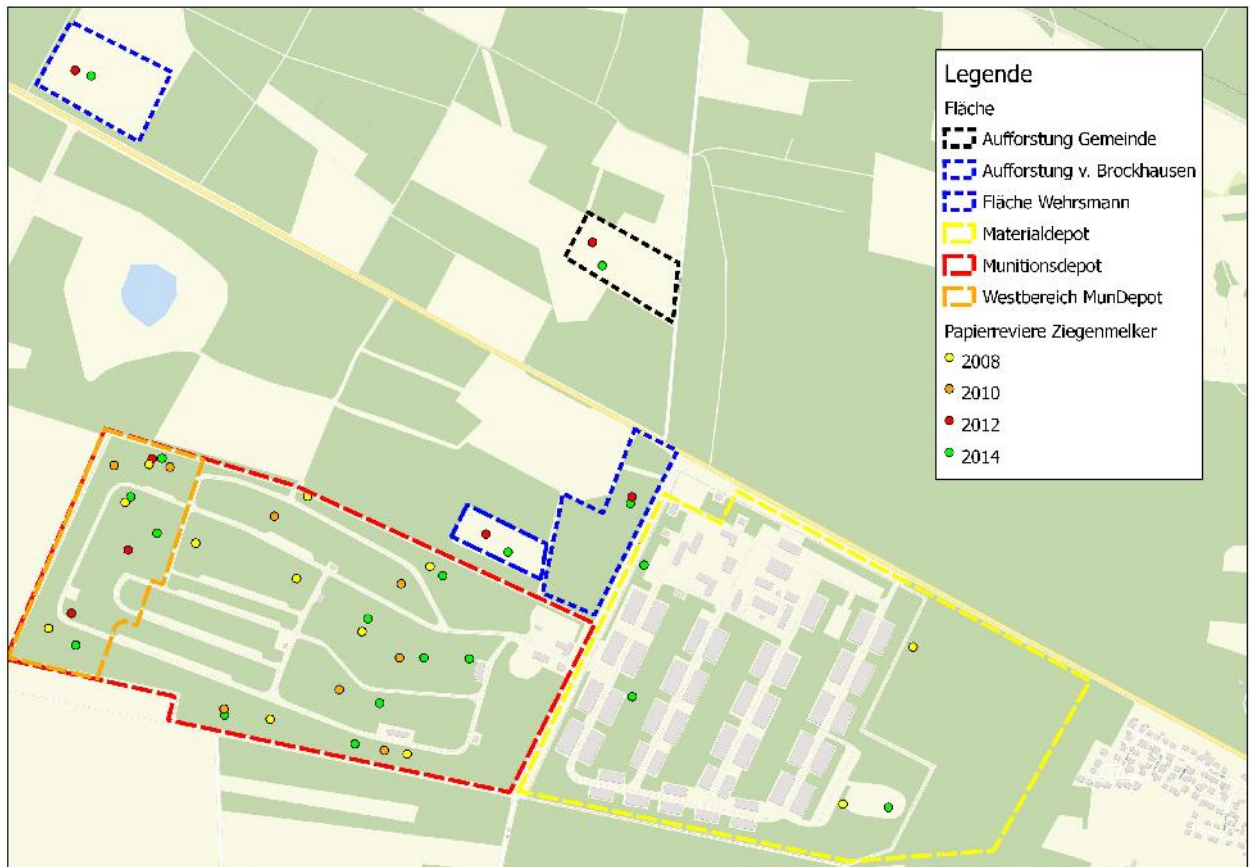 Legende
Fläche
Aufforstung Gemeinde
Aufforstung v. Brockhausen
Fläche Wehrsmann
Materialdepot
Munitionsdepot
Westbereich MunDepot
Papierreviere Ziegenmelker
2008
2010
2012
2014